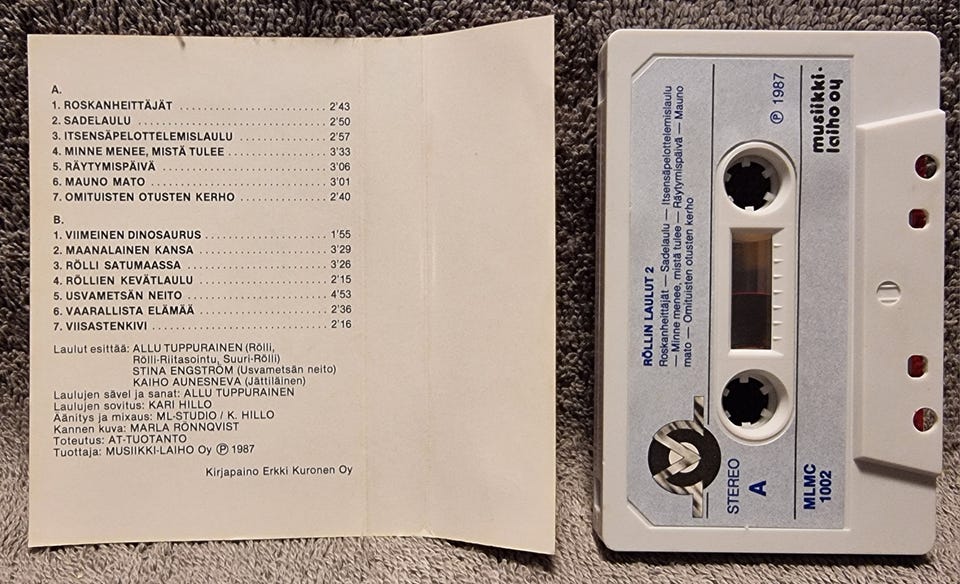 A.
1. ROSKANHEITTÄJÄT .......................... 2'43
2. SADELAULU .......................... 2'50
3. ITSENSÄPELOTTELEMISLAULU .......................... 2'57
4. MINNE MENEE, MISTÄ TULEE .......................... 3'33
5. RÄYTYMISPÄIVÄ .......................... 3'06
6. MAUNO MATO .......................... 3'01
7. OMITUISTEN OTUSTEN KERHO .......................... 2'40
B.
1. VIIMEINEN DINOSAURUS .......................... 1'55
2. MAANALAINEN KANSA .......................... 3'29
3. RÖLLI SATUMAASSA .......................... 3'26
4. RÖLLIEN KEVÄTLAULU .......................... 2'15
5. USVAMETSÄN NEITO .......................... 4'53
6. VAARALLISTA ELÄMÄÄ .......................... 2'36
7. VIISASTENKIVI .......................... 2'16
Laulut esittää: ALLU TUPPURAINEN (Rölli,
Rölli-Riitasointu, Suuri-Rölli)
STINA ENGSTRÖM (Usvametsän neito)
KAIHO AUNESNEVA (Jättiläinen)
Laulujen sävel ja sanat: ALLU TUPPURAINEN
Laulujen sovitus: KARI HILLO
Äänitys ja mixaus: ML-STUDIO / K. HILLO
Kannen kuva: MARLA RÖNNQVIST
Toteutus: AT-TUOTANTO
Tuottaja: MUSIIKKI-LAIHO Oy Ⓟ 1987
Kirjapaino Erkki Kuronen Oy
RÖLLIN LAULUT 2
Roskanheittäjät — Sadelaulu — Itsensäpelottelemislaulu
— Minne menee, mistä tulee — Räytymispäivä — Mauno
mato — Omituisten otusten kerho
Ⓟ 1987
musiikki-
laiho oy
STEREO
A
MLMC
1002